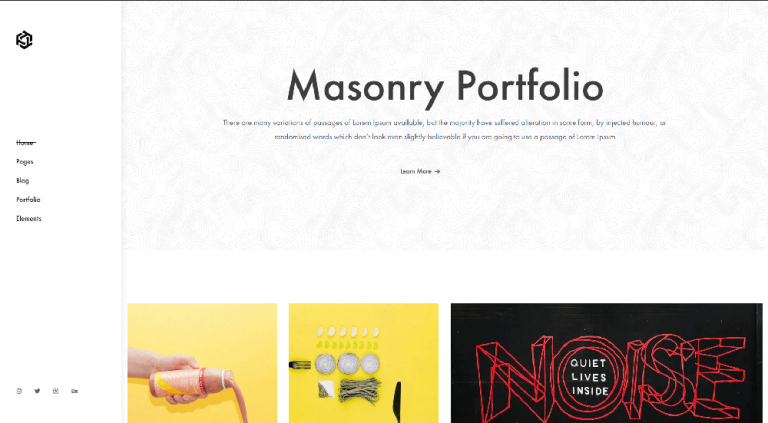 Masonry Portfolio
There are many variations of passages of Lorem Ipsum available, but the majority have suffered alteration in some form, by injected humour, or
randomised words which don't look even slightly believable if you are going to use a passage of Lorem Ipsum
Learn More →
Home
Pages
Blog
Portfolio
Elements
NOISE
QUIET
LIVES
INSIDE